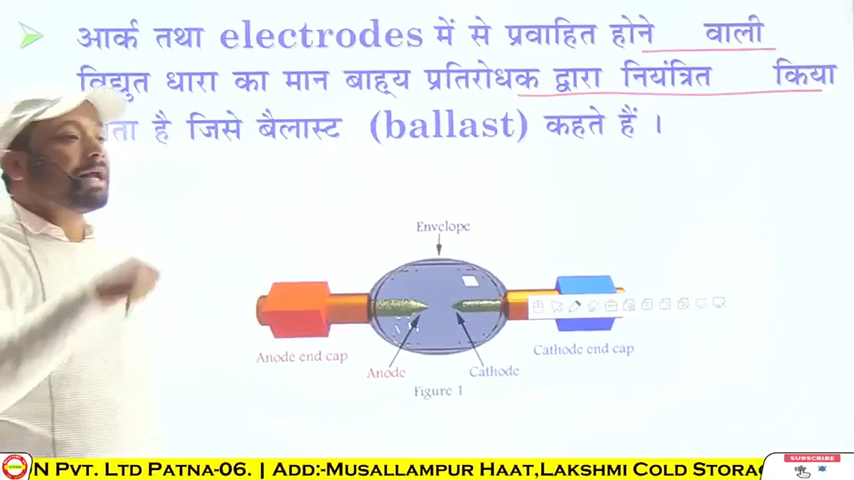 आर्क तथा electrodes में से प्रवाहित होने वाली
विद्युत धारा का मान बाह्य प्रतिरोधक द्वारा नियंत्रित किया
है जिसे बैलास्ट (ballast) कहते हैं ।
Envelope
Anode end cap
Cathode end cap
Anode
Cathode
Figure 1
N PVT. LTD PATNA-06. | ADD:-MUSALLAMPUR HAAT,LAKSHMI COLD STORAG
SUBSCRIBE